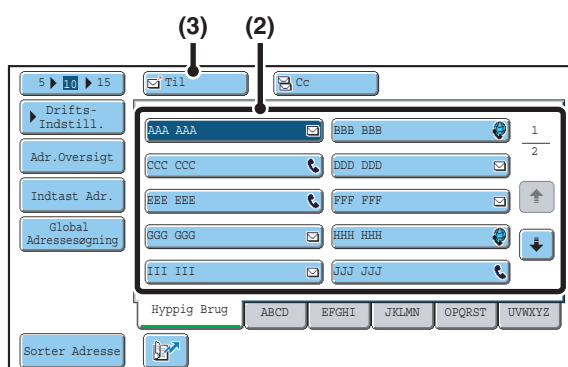 (3) (2)
5 10 15
Til
Cc
Drifts-
Indstill.
Adr.Oversigt
Indtast Adr.
Global
Adressesøgning
AAA AAA
BBB BBB
CCC CCC
DDD DDD
EEE EEE
FFF FFF
GGG GGG
HHH HHH
III III
JJJ JJJ
1
2
Hyppig Brug
ABCD
EFGHI
JKLMN
OPQRST
UVWXYZ
Sorter Adresse